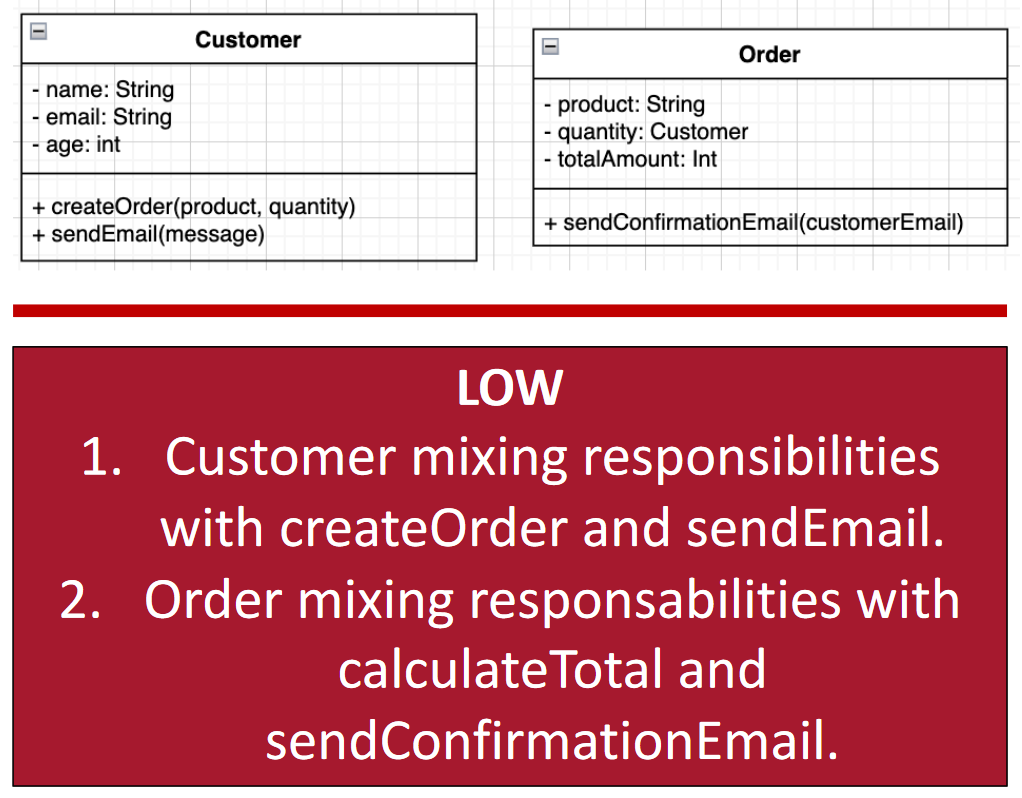 Customer
- name: String
- email: String
- age: int
+ createOrder(product, quantity)
+ sendEmail(message)
Order
- product: String
- quantity: Customer
- totalAmount: Int
+ sendConfirmationEmail(customerEmail)
LOW
1. Customer mixing responsibilities
with createOrder and sendEmail.
2. Order mixing responsabilities with
calculateTotal and
sendConfirmationEmail.